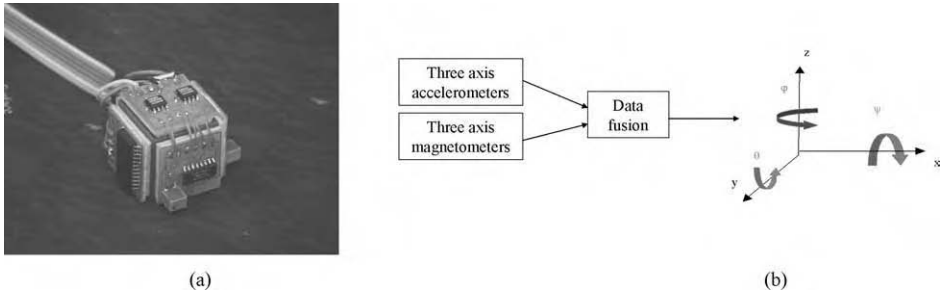 Three axis
accelerometers
Three axis
magnetometers
Data
fusion
z
φ
ψ
θ
y
x
(a)
(b)